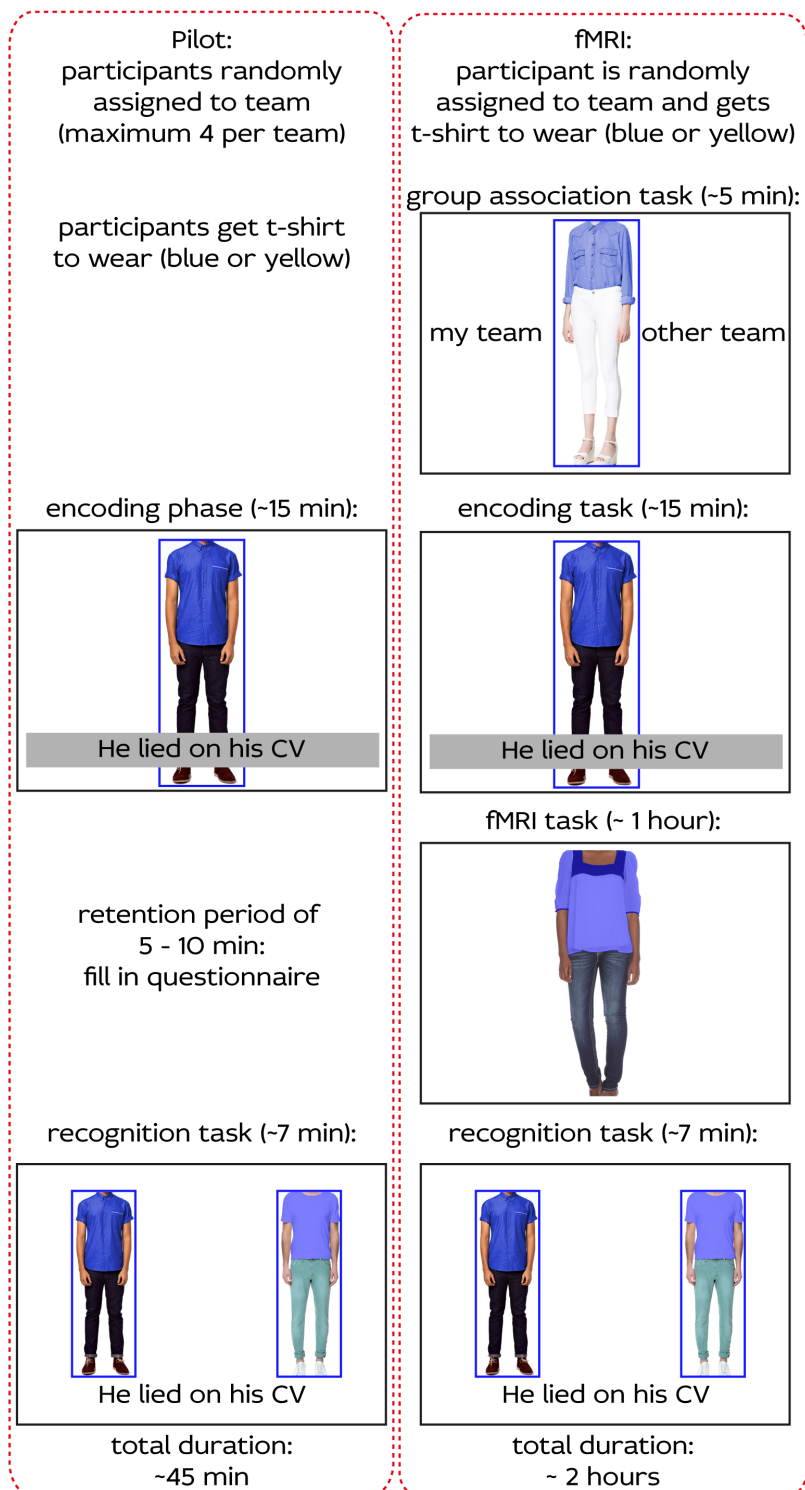 Pilot:
participants randomly
assigned to team
(maximum 4 per team)
participants get t-shirt
to wear (blue or yellow)
encoding phase (~15 min):
He lied on his CV
retention period of
5 - 10 min:
fill in questionnaire
recognition task (~7 min):
He lied on his CV
total duration:
~45 min
fMRI:
participant is randomly
assigned to team and gets
t-shirt to wear (blue or yellow)
group association task (~5 min):
my team other team
encoding task (~15 min):
He lied on his CV
fMRI task (~ 1 hour):
recognition task (~7 min):
He lied on his CV
total duration:
~ 2 hours